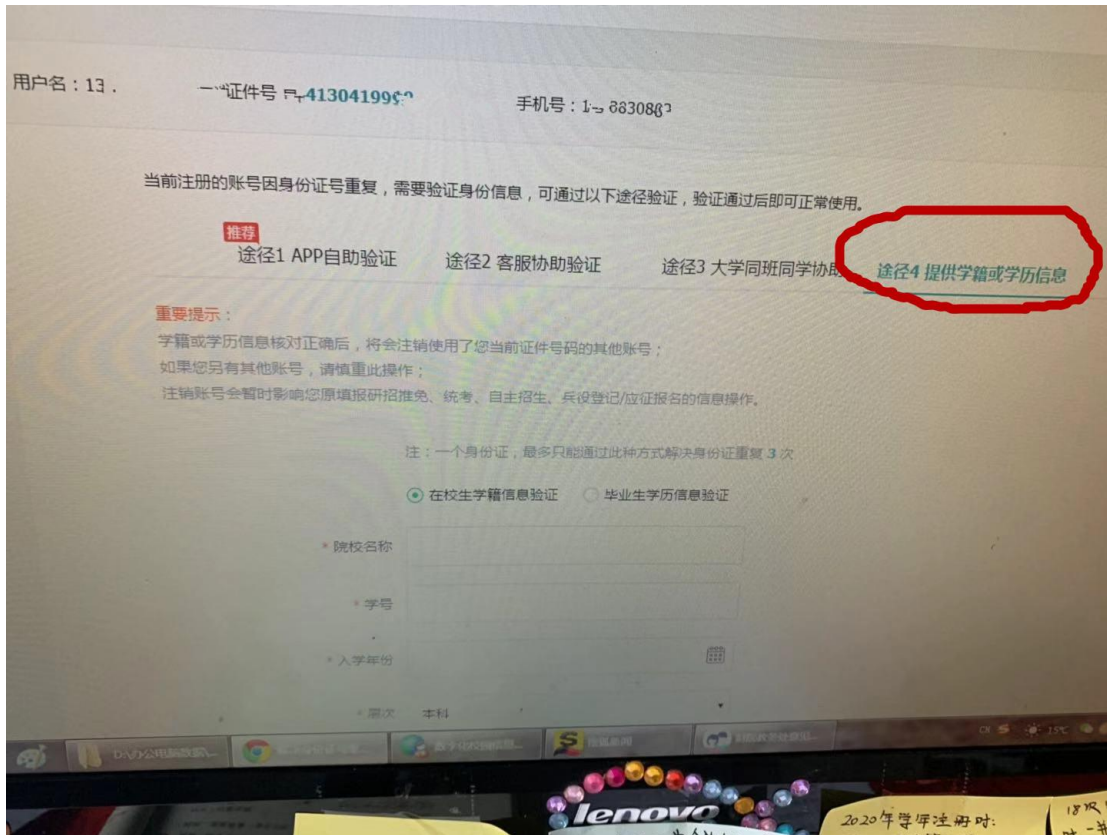 用户名：13.
证件号
41304199
手机号：1
883086
当前注册的账号因身份证号重复，需要验证身份信息，可通过以下途径验证，验证通过后即可正常使用。
推荐
途径1 APP自助验证
途径2 客服协助验证
途径3 大学同班同学协助
途径4 提供学籍或学历信息
重要提示：
学籍或学历信息核对正确后，将会注销使用了您当前证件号码的其他账号；
如果您另有其他账号，请慎重此操作；
注销账号会暂时影响您原填报研招推免、统考、自主招生、兵役登记/应征报名的信息操作。
注：一个身份证，最多只能通过此种方式解决身份证重复 3 次
在校生学籍信息验证
毕业生学历信息验证
* 院校名称
* 学号
* 入学年份
* 层次
本科
CN
15℃
lenovo
2020年学年注册时：
18级